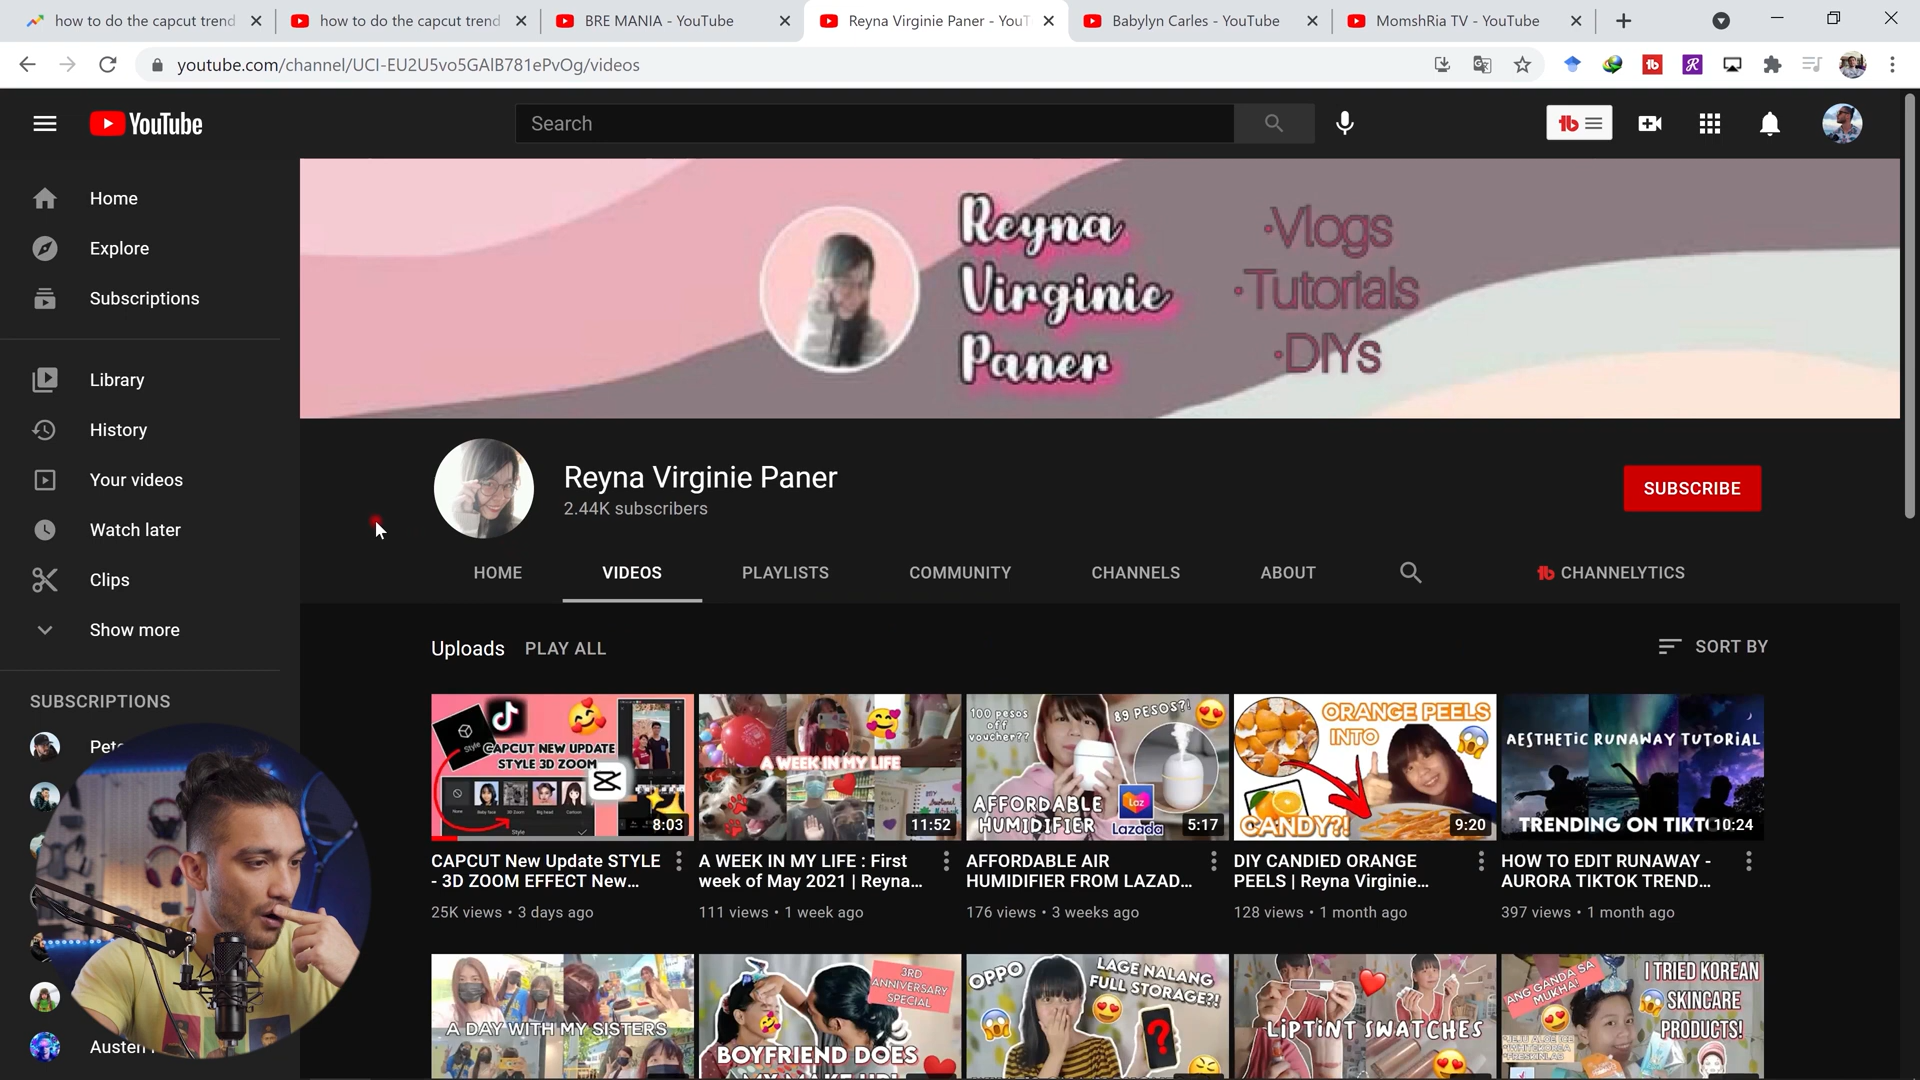 how to do the capcut trend
how to do the capcut trend
BRE MANIA - YouTube
Reyna Virginie Paner - YouT
Babylyn Carles - YouTube
MomshRia TV - YouTube
youtube.com/channel/UCI-EU2U5vo5GAlB781ePvOg/videos
YouTube
Search
Home
Explore
Subscriptions
Library
History
Your videos
Watch later
Clips
Show more
SUBSCRIPTIONS
Pete
Austen
Reyna
Virginie
Paner
·Vlogs
·Tutorials
·DIYs
Reyna Virginie Paner
2.44K subscribers
SUBSCRIBE
HOME
VIDEOS
PLAYLISTS
COMMUNITY
CHANNELS
ABOUT
CHANNELYTICS
Uploads
PLAY ALL
SORT BY
Style
CAPCUT NEW UPDATE
STYLE 3D ZOOM
Style
8:03
CAPCUT New Update STYLE
- 3D ZOOM EFFECT New...
25K views • 3 days ago
A WEEK IN MY LIFE
11:52
A WEEK IN MY LIFE : First
week of May 2021 | Reyna...
111 views • 1 week ago
100 pesos
off
voucher??
89 PESOS?!
AFFORDABLE
HUMIDIFIER
Laz
Lazada
5:17
AFFORDABLE AIR
HUMIDIFIER FROM LAZAD...
176 views • 3 weeks ago
ORANGE PEELS
INTO
CANDY?!
9:20
DIY CANDIED ORANGE
PEELS | Reyna Virginie...
128 views • 1 month ago
AESTHETIC RUNAWAY TUTORIAL
TRENDING ON TIKTO
10:24
HOW TO EDIT RUNAWAY -
AURORA TIKTOK TREND...
397 views • 1 month ago
A DAY WITH MY SISTERS
3RD
ANNIVERSARY
SPECIAL
BOYFRIEND DOES
MY MAKE UP!
OPPO
LAGE NALANG
FULL STORAGE?!
?
LIPTINT SWATCHES
ANG GANDA SA
MUKHA!
I TRIED KOREAN
SKINCARE
PRODUCTS!